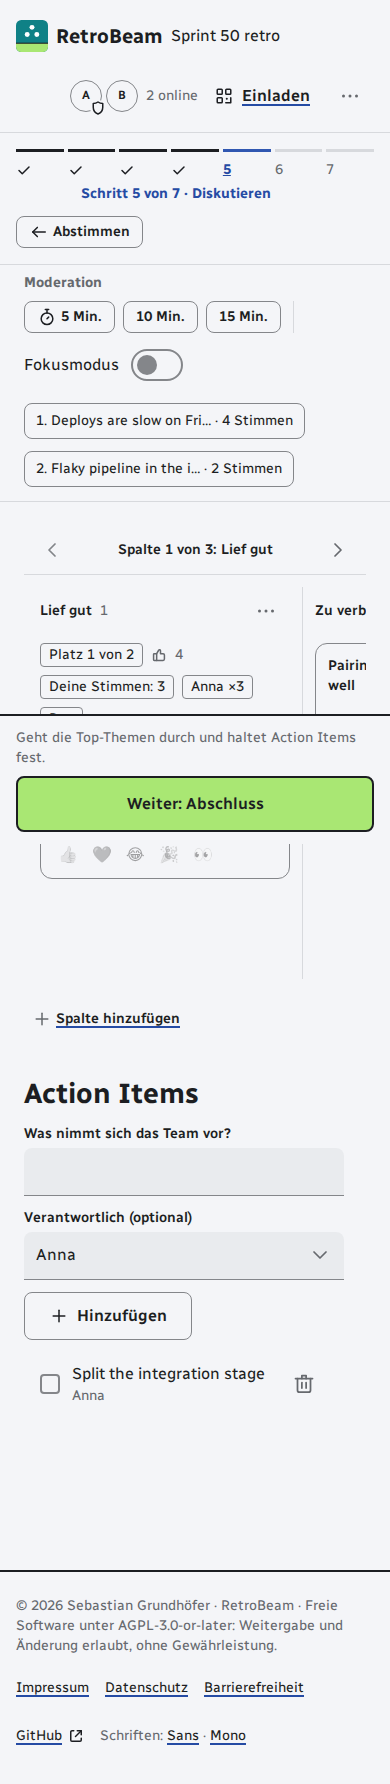 RetroBeam Sprint 50 retro
A B 2 online Einladen
5 6 7
Schritt 5 von 7 · Diskutieren
Abstimmen
Moderation
5 Min. 10 Min. 15 Min.
Fokusmodus
1. Deploys are slow on Fri... · 4 Stimmen
2. Flaky pipeline in the i... · 2 Stimmen
Spalte 1 von 3: Lief gut
Lief gut 1
Zu verb
Platz 1 von 2 4
Pairin
well
Deine Stimmen: 3 Anna ×3
Geht die Top-Themen durch und haltet Action Items
fest.
Weiter: Abschluss
Spalte hinzufügen
Action Items
Was nimmt sich das Team vor?
Verantwortlich (optional)
Anna
Hinzufügen
Split the integration stage
Anna
© 2026 Sebastian Grundhöfer · RetroBeam · Freie
Software unter AGPL-3.0-or-later: Weitergabe und
Änderung erlaubt, ohne Gewährleistung.
Impressum Datenschutz Barrierefreiheit
GitHub Schriften: Sans · Mono